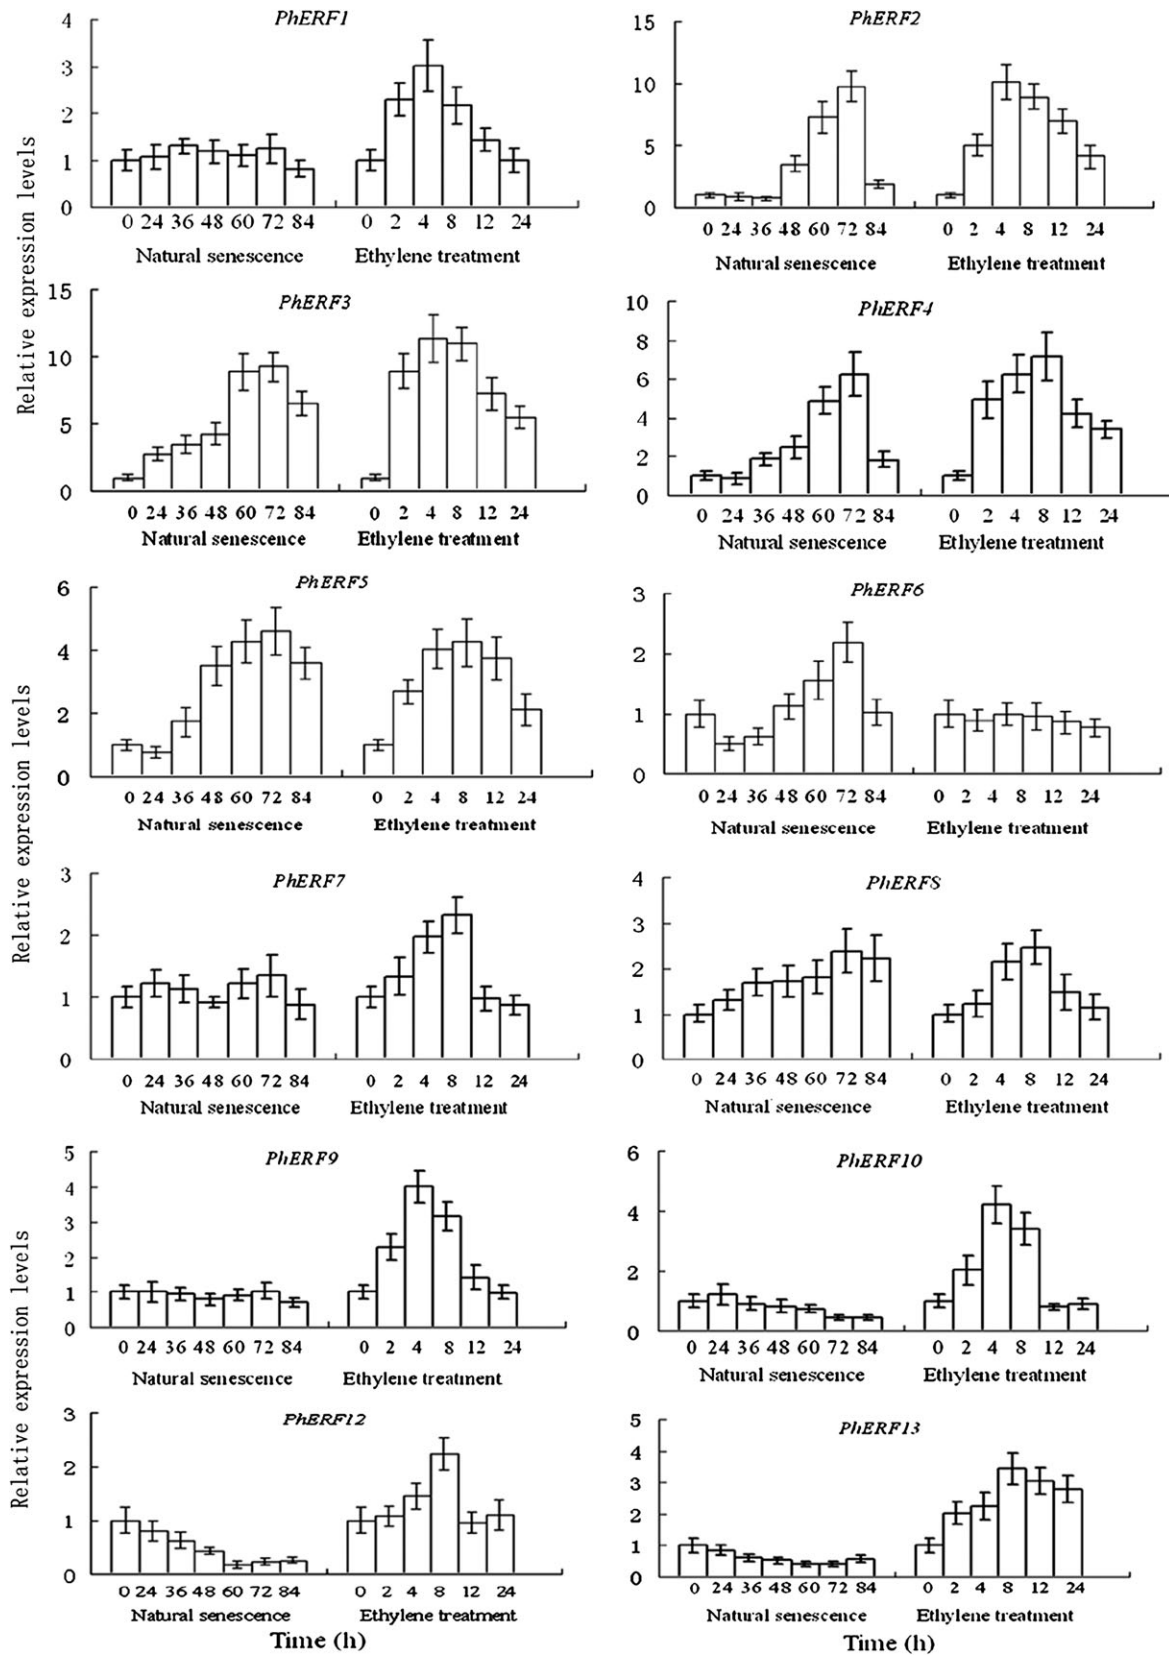 PhERF1
4
3
2
1
0
0 24 36 48 60 72 84 0 2 4 8 12 24
Natural senescence Ethylene treatment
PhERF2
15
10
5
0
0 24 36 48 60 72 84 0 2 4 8 12 24
Natural senescence Ethylene treatment
Relative expression levels
PhERF3
15
10
5
0
0 24 36 48 60 72 84 0 2 4 8 12 24
Natural senescence Ethylene treatment
PhERF4
10
8
6
4
2
0
0 24 36 48 60 72 84 0 2 4 8 12 24
Natural senescence Ethylene treatment
PhERF5
6
4
2
0
0 24 36 48 60 72 84 0 2 4 8 12 24
Natural senescence Ethylene treatment
PhERF6
3
2
1
0
0 24 36 48 60 72 84 0 2 4 8 12 24
Natural senescence Ethylene treatment
Relative expression levels
PhERF7
3
2
1
0
0 24 36 48 60 72 84 0 2 4 8 12 24
Natural senescence Ethylene treatment
PhERF8
4
3
2
1
0
0 24 36 48 60 72 84 0 2 4 8 12 24
Natural senescence Ethylene treatment
PhERF9
5
4
3
2
1
0
0 24 36 48 60 72 84 0 2 4 8 12 24
Natural senescence Ethylene treatment
PhERF10
6
4
2
0
0 24 36 48 60 72 84 0 2 4 8 12 24
Natural senescence Ethylene treatment
Relative expression levels
PhERF12
3
2
1
0
0 24 36 48 60 72 84 0 2 4 8 12 24
Natural senescence Ethylene treatment
Time (h)
PhERF13
5
4
3
2
1
0
0 24 36 48 60 72 84 0 2 4 8 12 24
Natural senescence Ethylene treatment
Time (h)